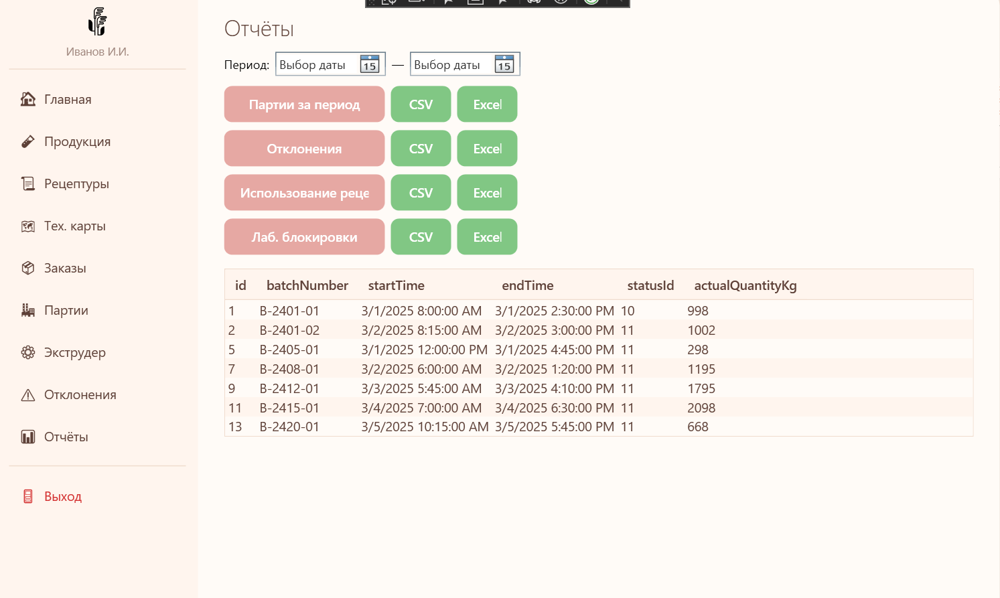 Иванов И.И.
Главная
Продукция
Рецептуры
Тех. карты
Заказы
Партии
Экструдер
Отклонения
Отчёты
Выход
Отчёты
Период: Выбор даты 15 — Выбор даты 15
Партии за период CSV Excel
Отклонения CSV Excel
Использование реце CSV Excel
Лаб. блокировки CSV Excel
id batchNumber startTime endTime statusId actualQuantityKg
1 B-2401-01 3/1/2025 8:00:00 AM 3/1/2025 2:30:00 PM 10 998
2 B-2401-02 3/2/2025 8:15:00 AM 3/2/2025 3:00:00 PM 11 1002
5 B-2405-01 3/1/2025 12:00:00 PM 3/1/2025 4:45:00 PM 11 298
7 B-2408-01 3/2/2025 6:00:00 AM 3/2/2025 1:20:00 PM 11 1195
9 B-2412-01 3/3/2025 5:45:00 AM 3/3/2025 4:10:00 PM 11 1795
11 B-2415-01 3/4/2025 7:00:00 AM 3/4/2025 6:30:00 PM 11 2098
13 B-2420-01 3/5/2025 10:15:00 AM 3/5/2025 5:45:00 PM 11 668